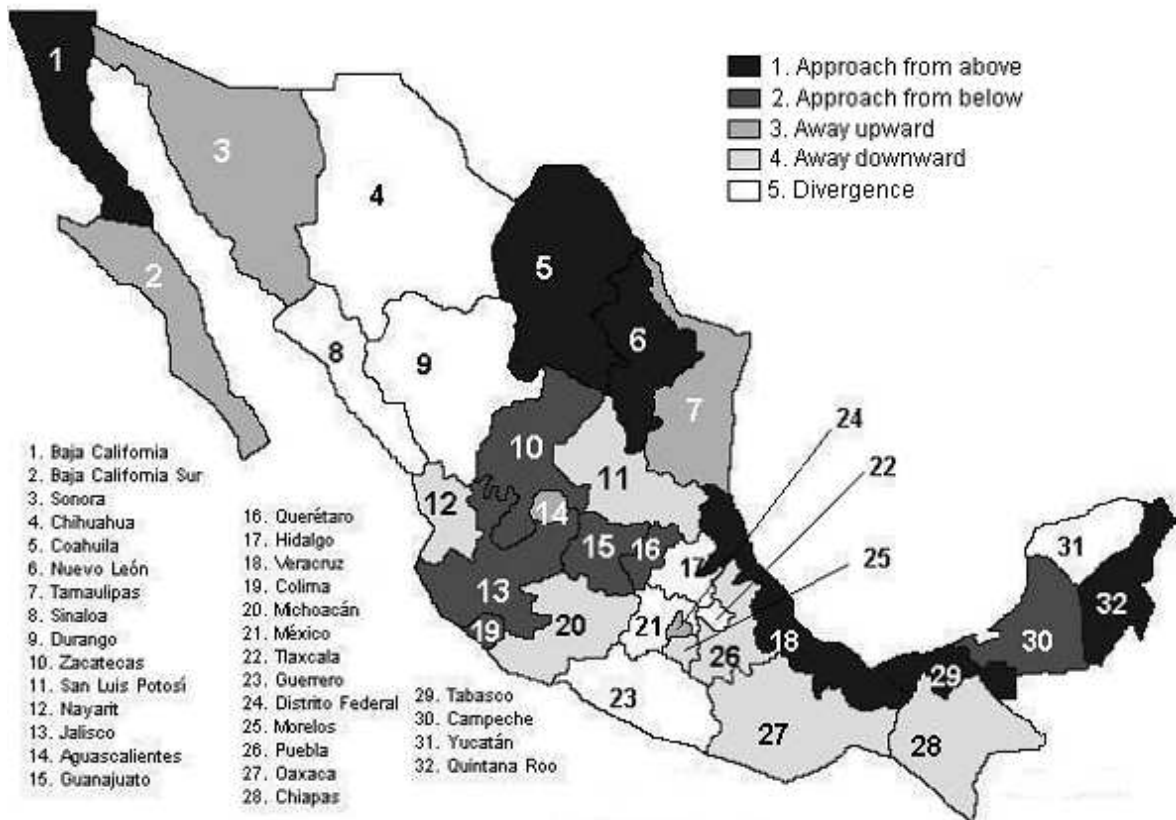 1. Approach from above
2. Approach from below
3. Away upward
4. Away downward
5. Divergence
1
2
3
4
5
6
7
8
9
10
11
12
13
14
15
16
17
18
19
20
21
22
23
24
25
26
27
28
29
30
31
32
1. Baja California
2. Baja California Sur
3. Sonora
4. Chihuahua
5. Coahuila
6. Nuevo León
7. Tamaulipas
8. Sinaloa
9. Durango
10. Zacatecas
11. San Luis Potosí
12. Nayarit
13. Jalisco
14. Aguascalientes
15. Guanajuato
16. Querétaro
17. Hidalgo
18. Veracruz
19. Colima
20. Michoacán
21. México
22. Tlaxcala
23. Guerrero
24. Distrito Federal
25. Morelos
26. Puebla
27. Oaxaca
28. Chiapas
29. Tabasco
30. Campeche
31. Yucatán
32. Quintana Roo